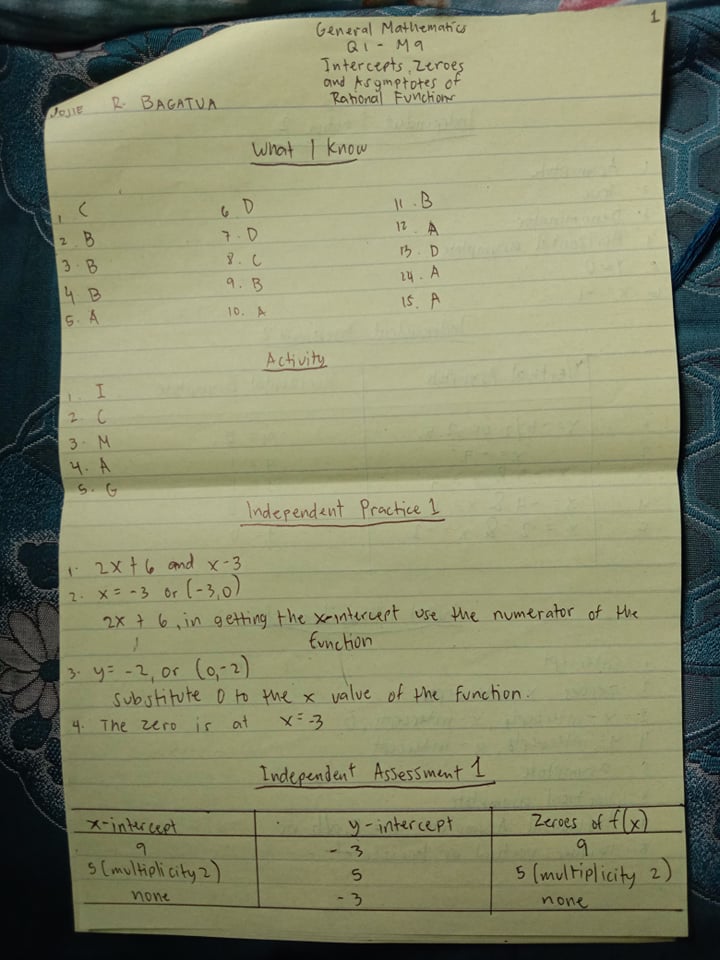 1
General Mathematics
Q1 - M9
Intercepts, Zeroes
and Asymptotes of
Rational Functions
JOSIE R. BAGATUA
What I Know
1. C
2. B
3. B
4 B
5. A
6 D
7. D
8. C
9. B
10. A
11. B
12. A
13. D
14. A
15. A
Activity
1. I
2. C
3. M
4. A
5. G
Independent Practice 1
1. 2x + 6 and x-3
2. x = -3 or (-3,0)
2x + 6, in getting the x-intercept use the numerator of the
function
3. y = -2, or (0,-2)
substitute 0 to the x value of the function.
4. The zero is at x = -3
Independent Assessment 1
x-intercept y-intercept Zeroes of f(x)
9 -3 9
5 (multiplicity 2) 5 5 (multiplicity 2)
none -3 none